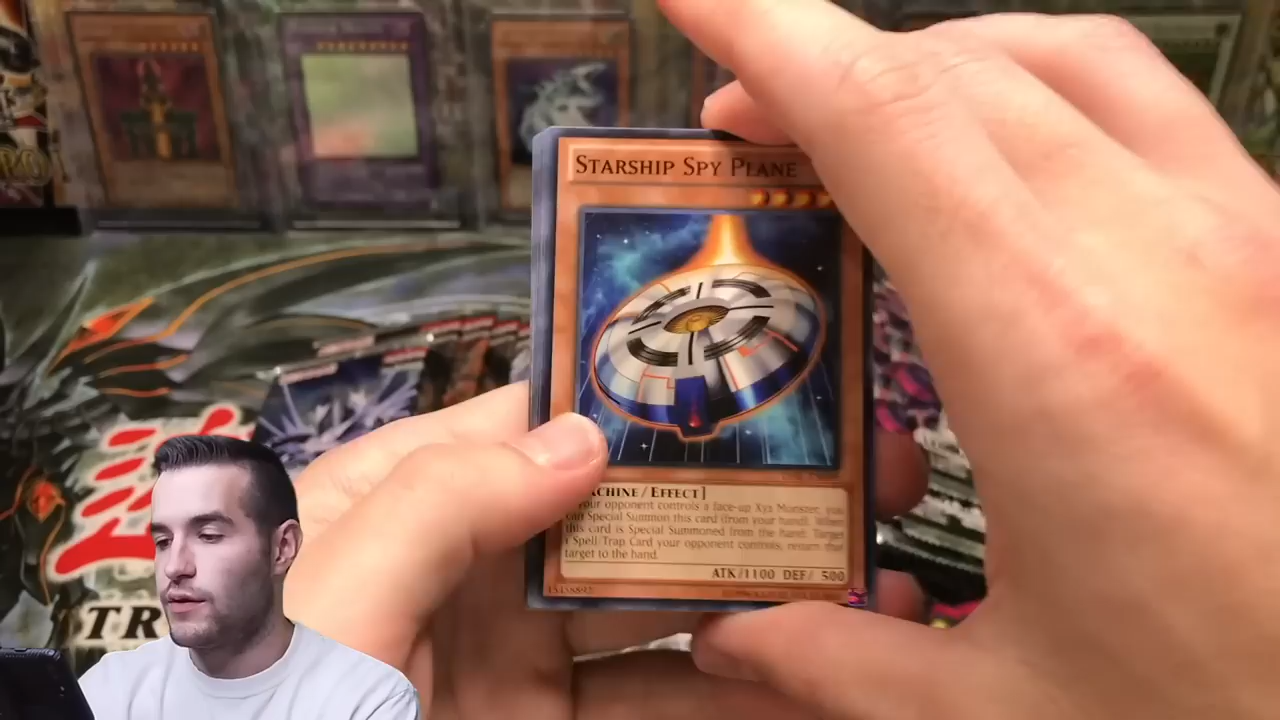 STARSHIP SPY PLANE
ACHINE/EFFECT]
your opponent controls a face-up Xyz Monster, you
can Special Summon this card (from your hand). When
this card is Special Summoned from the hand: Target
1 Spell/Trap Card your opponent controls; return that
target to the hand.
ATK/1100 DEF/ 500
STR